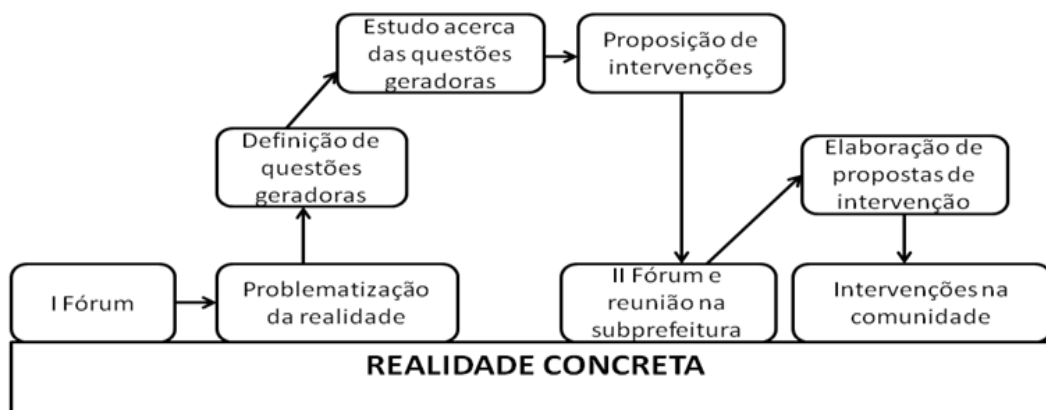 Estudo acerca
das questões
geradoras
Proposição de
intervenções
Definição de
questões
geradoras
Elaboração de
propostas de
intervenção
I Fórum
Problematização
da realidade
II Fórum e
reunião na
subprefeitura
Intervenções na
comunidade
REALIDADE CONCRETA